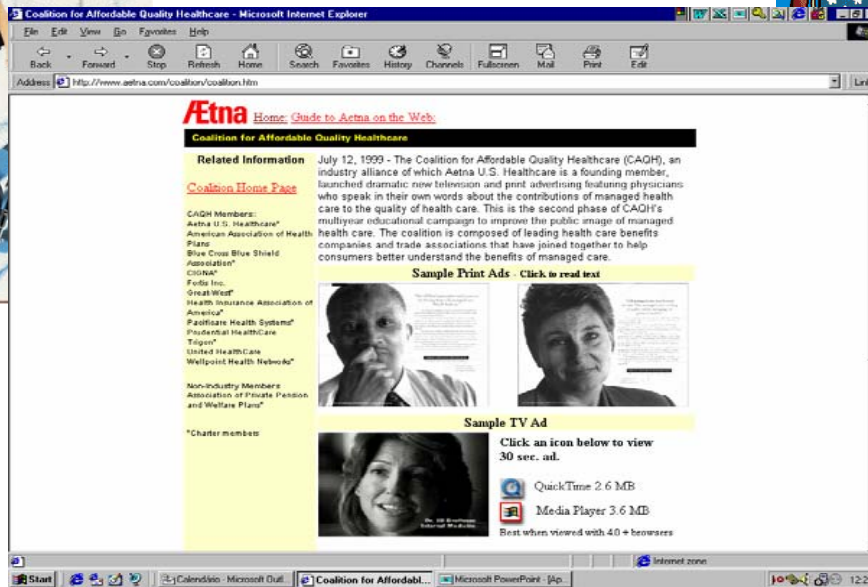 Coalition for Affordable Quality Healthcare - Microsoft Internet Explorer
File Edit View Go Favorites Help
Back Forward Stop Refresh Home Search Favorites History Channels Fullscreen Mail Print Edit
Address http://www.aetna.com/coalition/coalition.htm
Ætna Home: Guide to Aetna on the Web:
Coalition for Affordable Quality Healthcare
Related Information
Coalition Home Page
CAQH Members:
Aetna U.S. Healthcare*
American Association of Health
Plans
Blue Cross Blue Shield
Association*
CIGNA*
Fortis Inc.
Great-West*
Health Insurance Association of
America*
Pacificare Health Systems*
Prudential HealthCare
Trigon*
United HealthCare
Wellpoint Health Networks*
Non-Industry Members
Association of Private Pension
and Welfare Plans*
*Charter members
July 12, 1999 - The Coalition for Affordable Quality Healthcare (CAQH), an
industry alliance of which Aetna U.S. Healthcare is a founding member,
launched dramatic new television and print advertising featuring physicians
who speak in their own words about the contributions of managed health
care to the quality of health care. This is the second phase of CAQH's
multiyear educational campaign to improve the public image of managed
health care. The coalition is composed of leading health care benefits
companies and trade associations that have joined together to help
consumers better understand the benefits of managed care.
Sample Print Ads - Click to read text
Sample TV Ad
Internal Medicine
Click an icon below to view
30 sec. ad.
QuickTime 2.6 MB
Media Player 3.6 MB
Best when viewed with 4.0 + browsers
Internet zone
Start
Calendário - Microsoft Outl...
Coalition for Affordabl...
Microsoft PowerPoint - [Ap...